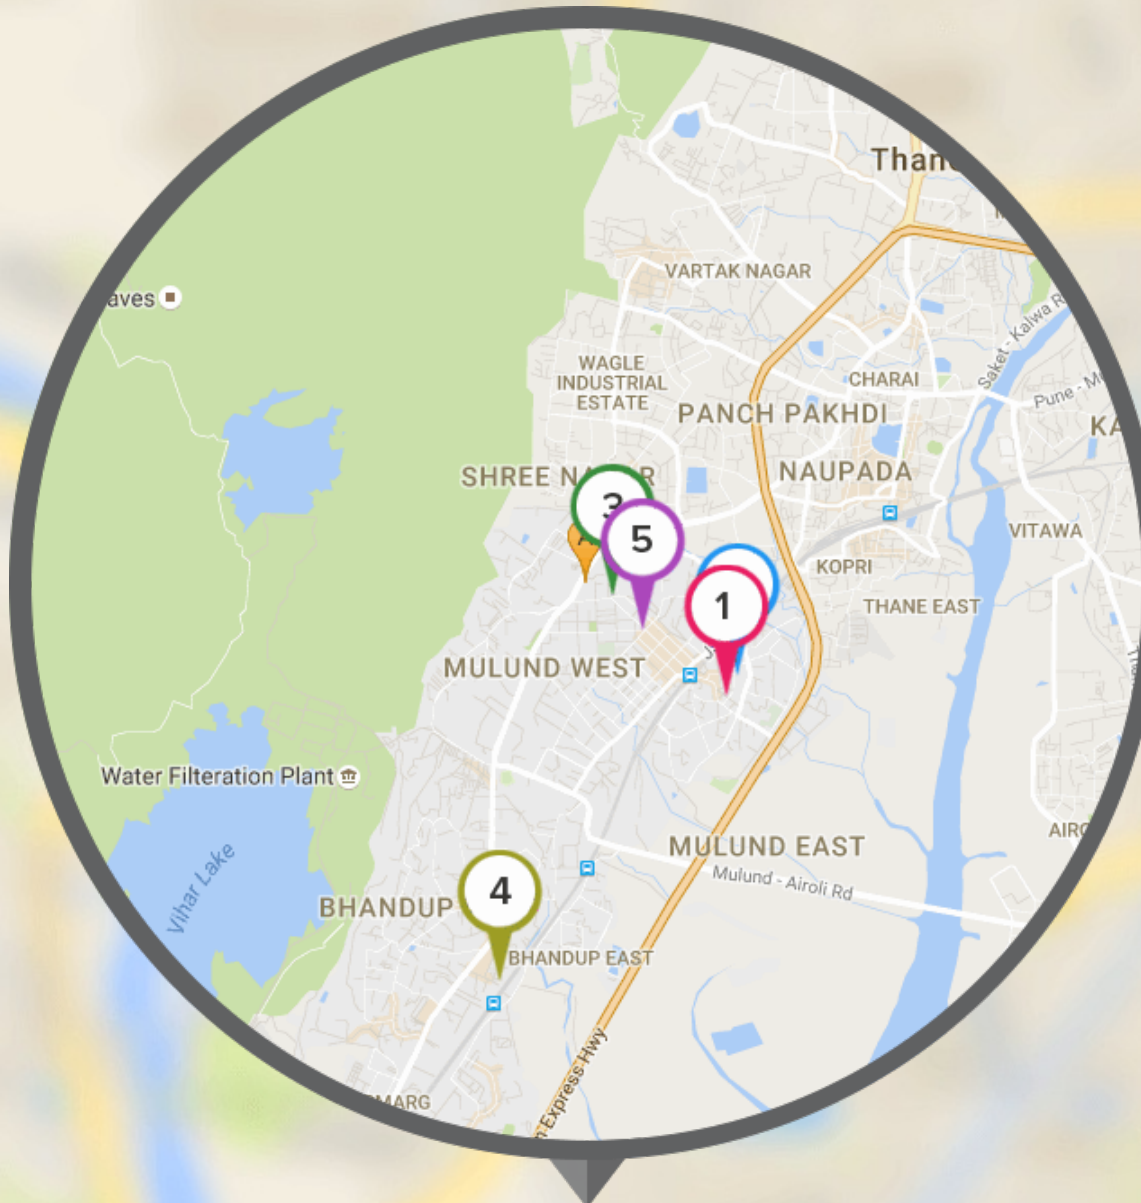 Than
VARTAK NAGAR
aves
WAGLE
INDUSTRIAL
ESTATE
CHARAI
Saket - Kalwa R
Pune - M
PANCH PAKHDI
KA
SHREE NA
R
NAUPADA
3
5
VITAWA
KOPRI
1
THANE EAST
MULUND WEST
Water Filteration Plant
MULUND EAST
AIRO
Mulund - Airoli Rd
Vihar Lake
4
BHANDUP
BHANDUP EAST
n Express Hwy
MARG